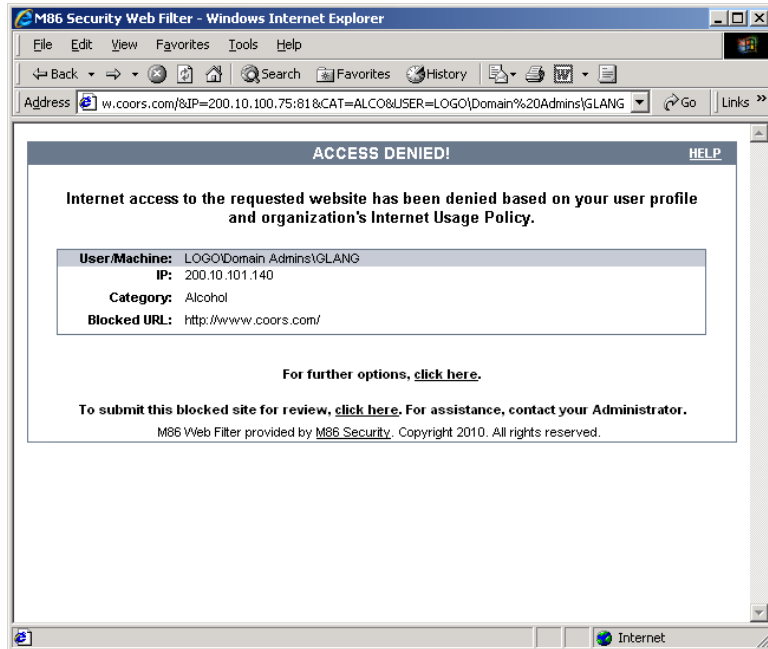 M86 Security Web Filter - Windows Internet Explorer
File Edit View Favorites Tools Help
Back Search Favorites History
Address w.coors.com/&IP=200.10.100.75:81&CAT=ALCO&USER=LOGO\Domain%20Admins\GLANG Go Links »
ACCESS DENIED! HELP
Internet access to the requested website has been denied based on your user profile
and organization's Internet Usage Policy.
User/Machine: LOGO\Domain Admins\GLANG
IP: 200.10.101.140
Category: Alcohol
Blocked URL: http://www.coors.com/
For further options, click here.
To submit this blocked site for review, click here. For assistance, contact your Administrator.
M86 Web Filter provided by M86 Security. Copyright 2010. All rights reserved.
Internet